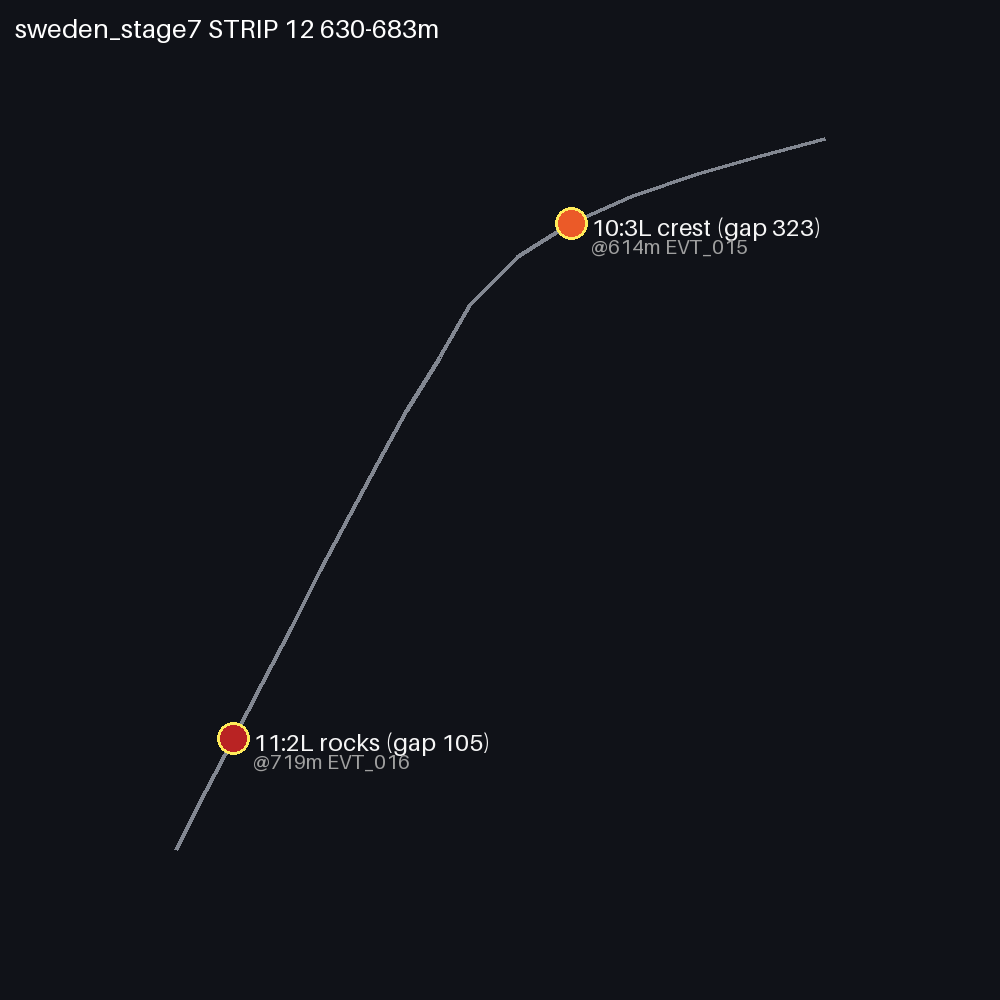 sweden_stage7 STRIP 12 630-683m
10:3L crest (gap 323)
@614m EVT_015
11:2L rocks (gap 105)
@719m EVT_016